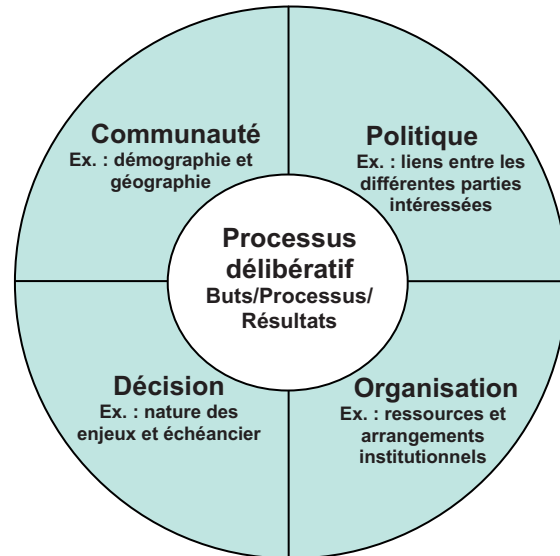 Communauté
Ex. : démographie et
géographie
Politique
Ex. : liens entre les
différentes parties
intéressées
Processus
délibératif
Buts/Processus/
Résultats
Décision
Ex. : nature des
enjeux et échéancier
Organisation
Ex. : ressources et
arrangements
institutionnels